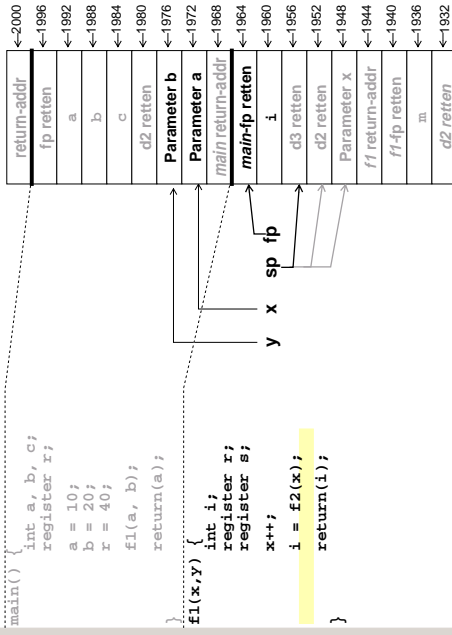 main() {
int a, b, c;
register r;
a = 10;
b = 20;
r = 40;
f1(a, b);
return(a);
}
f1(x,y) {
int i;
register r;
register s;
x++;
i = f2(x);
return(i);
}
y
x
sp
fp
return-addr
2000
fp retten
1996
a
1992
b
1988
c
1984
d2 retten
1980
Parameter b
1976
Parameter a
1972
main return-addr
1968
main-fp retten
1964
i
1960
d3 retten
1956
d2 retten
1952
Parameter x
1948
f1 return-addr
1944
f1-fp retten
1940
m
1936
d2 retten
1932